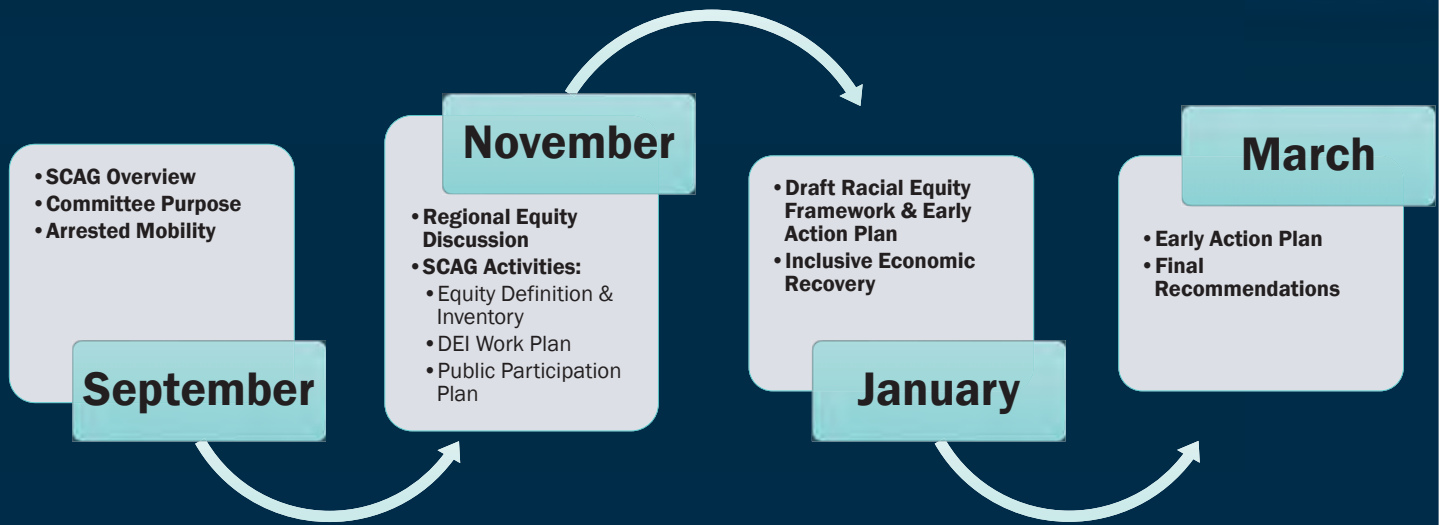 •SCAG Overview
•Committee Purpose
•Arrested Mobility
September
November
•Regional Equity
Discussion
•SCAG Activities:
•Equity Definition &
Inventory
•DEI Work Plan
•Public Participation
Plan
•Draft Racial Equity
Framework & Early
Action Plan
•Inclusive Economic
Recovery
January
March
•Early Action Plan
•Final
Recommendations